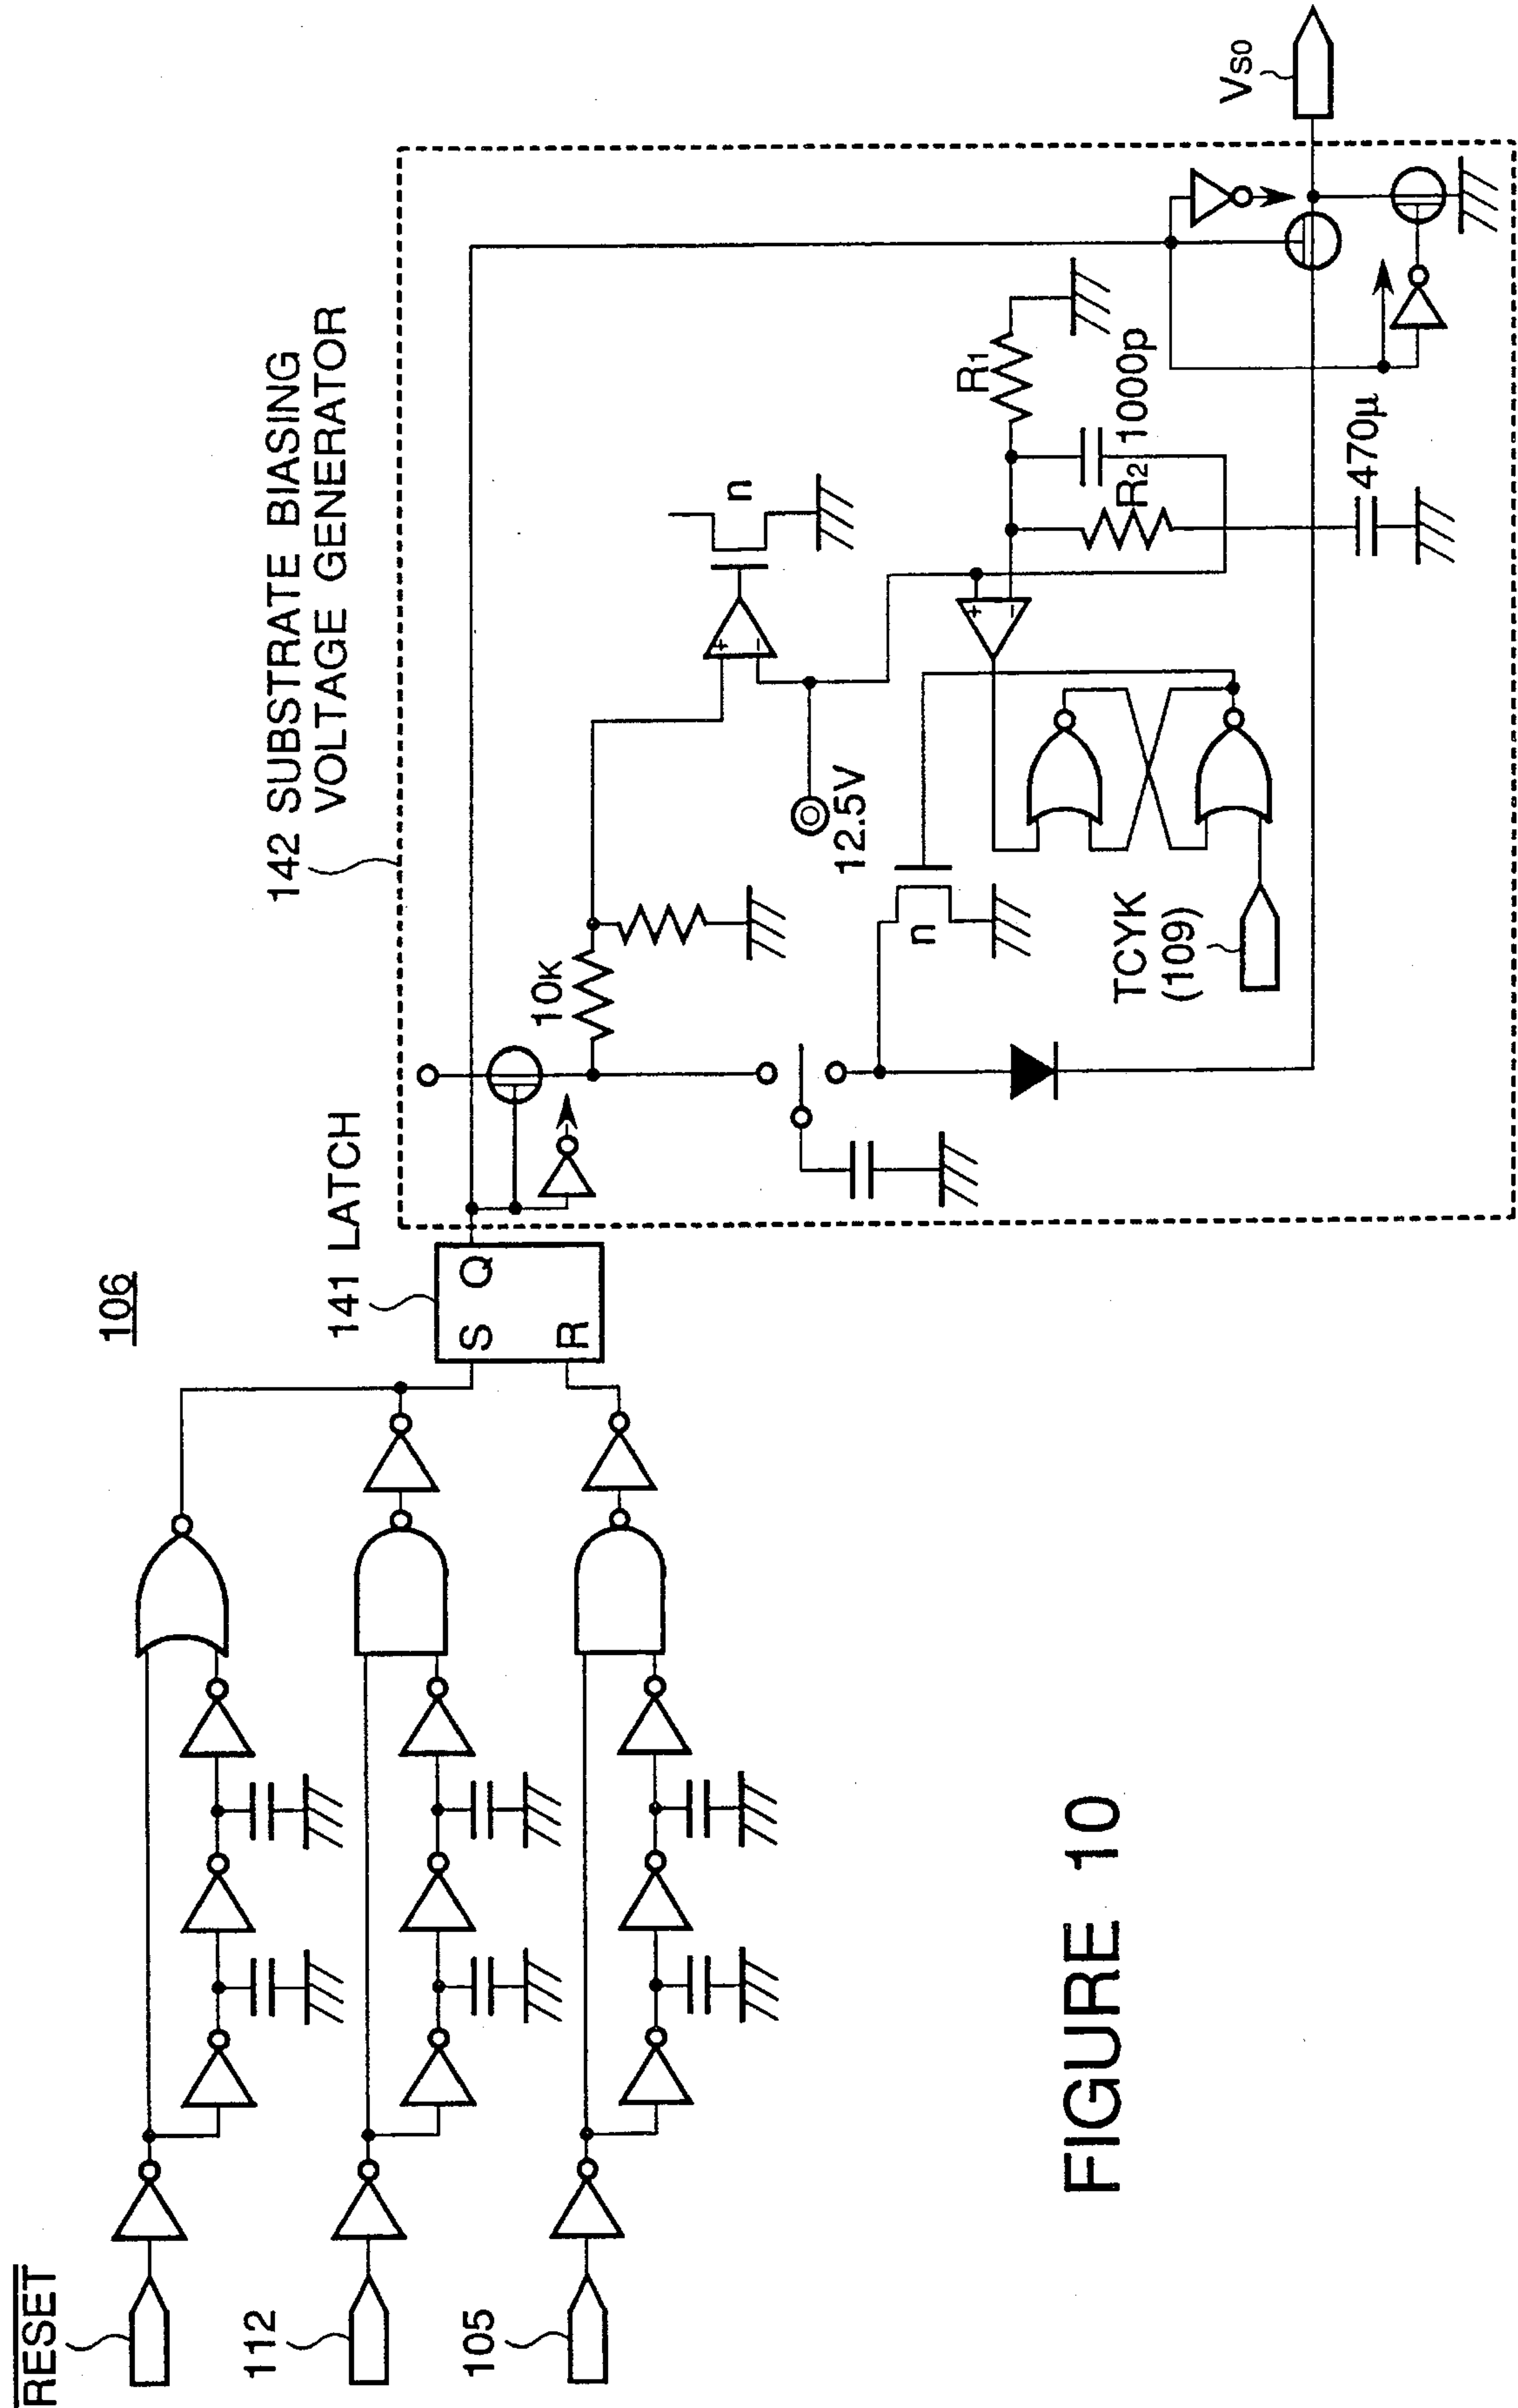 106
RESET
112
105
141 LATCH
S Q
R
142 SUBSTRATE BIASING
VOLTAGE GENERATOR
10K
+
−
n
12.5V
n
+
−
R1
1000p
R2
470μ
TCYK
(109)
VS0
FIGURE 10